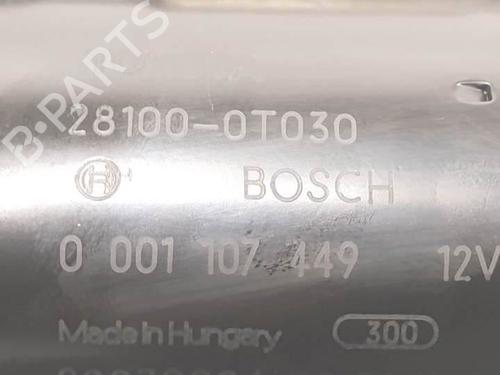 B-PARTS
28100-0T030
BOSCH
0 001 107 449 12V
Made in Hungary 300